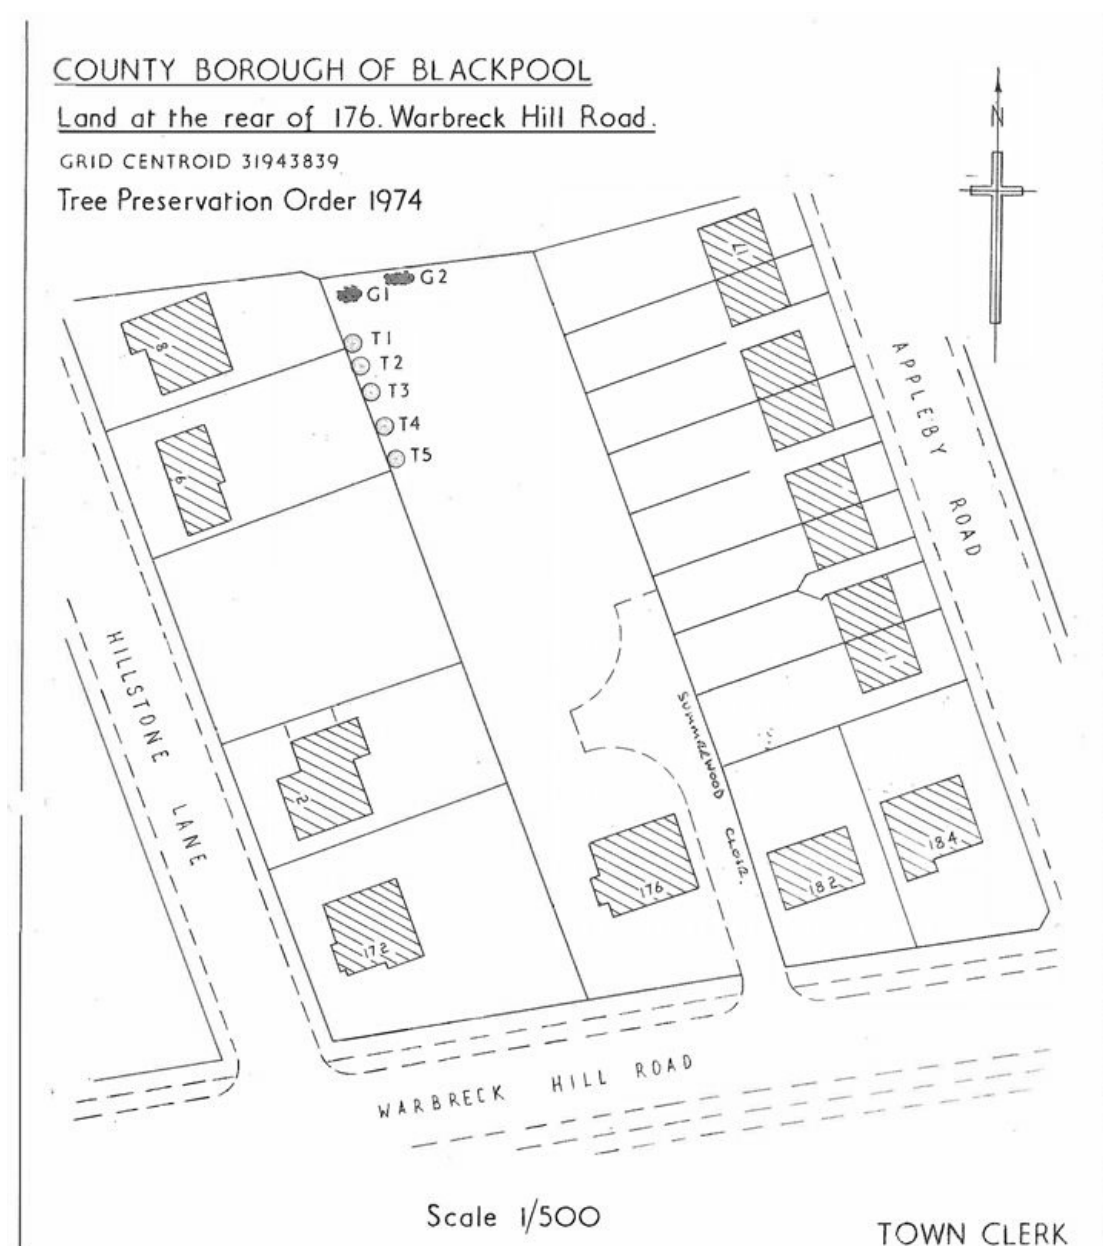 COUNTY BOROUGH OF BLACKPOOL
Land at the rear of 176. Warbreck Hill Road.
GRID CENTROID 31943839
Tree Preservation Order 1974
N
G2
G1
T1
T2
T3
T4
T5
8
6
2
172
176
182
184
17
1
APPLEBY ROAD
HILLSTONE LANE
SUMMERWOOD CLOSE.
WARBRECK HILL ROAD
Scale 1/500
TOWN CLERK